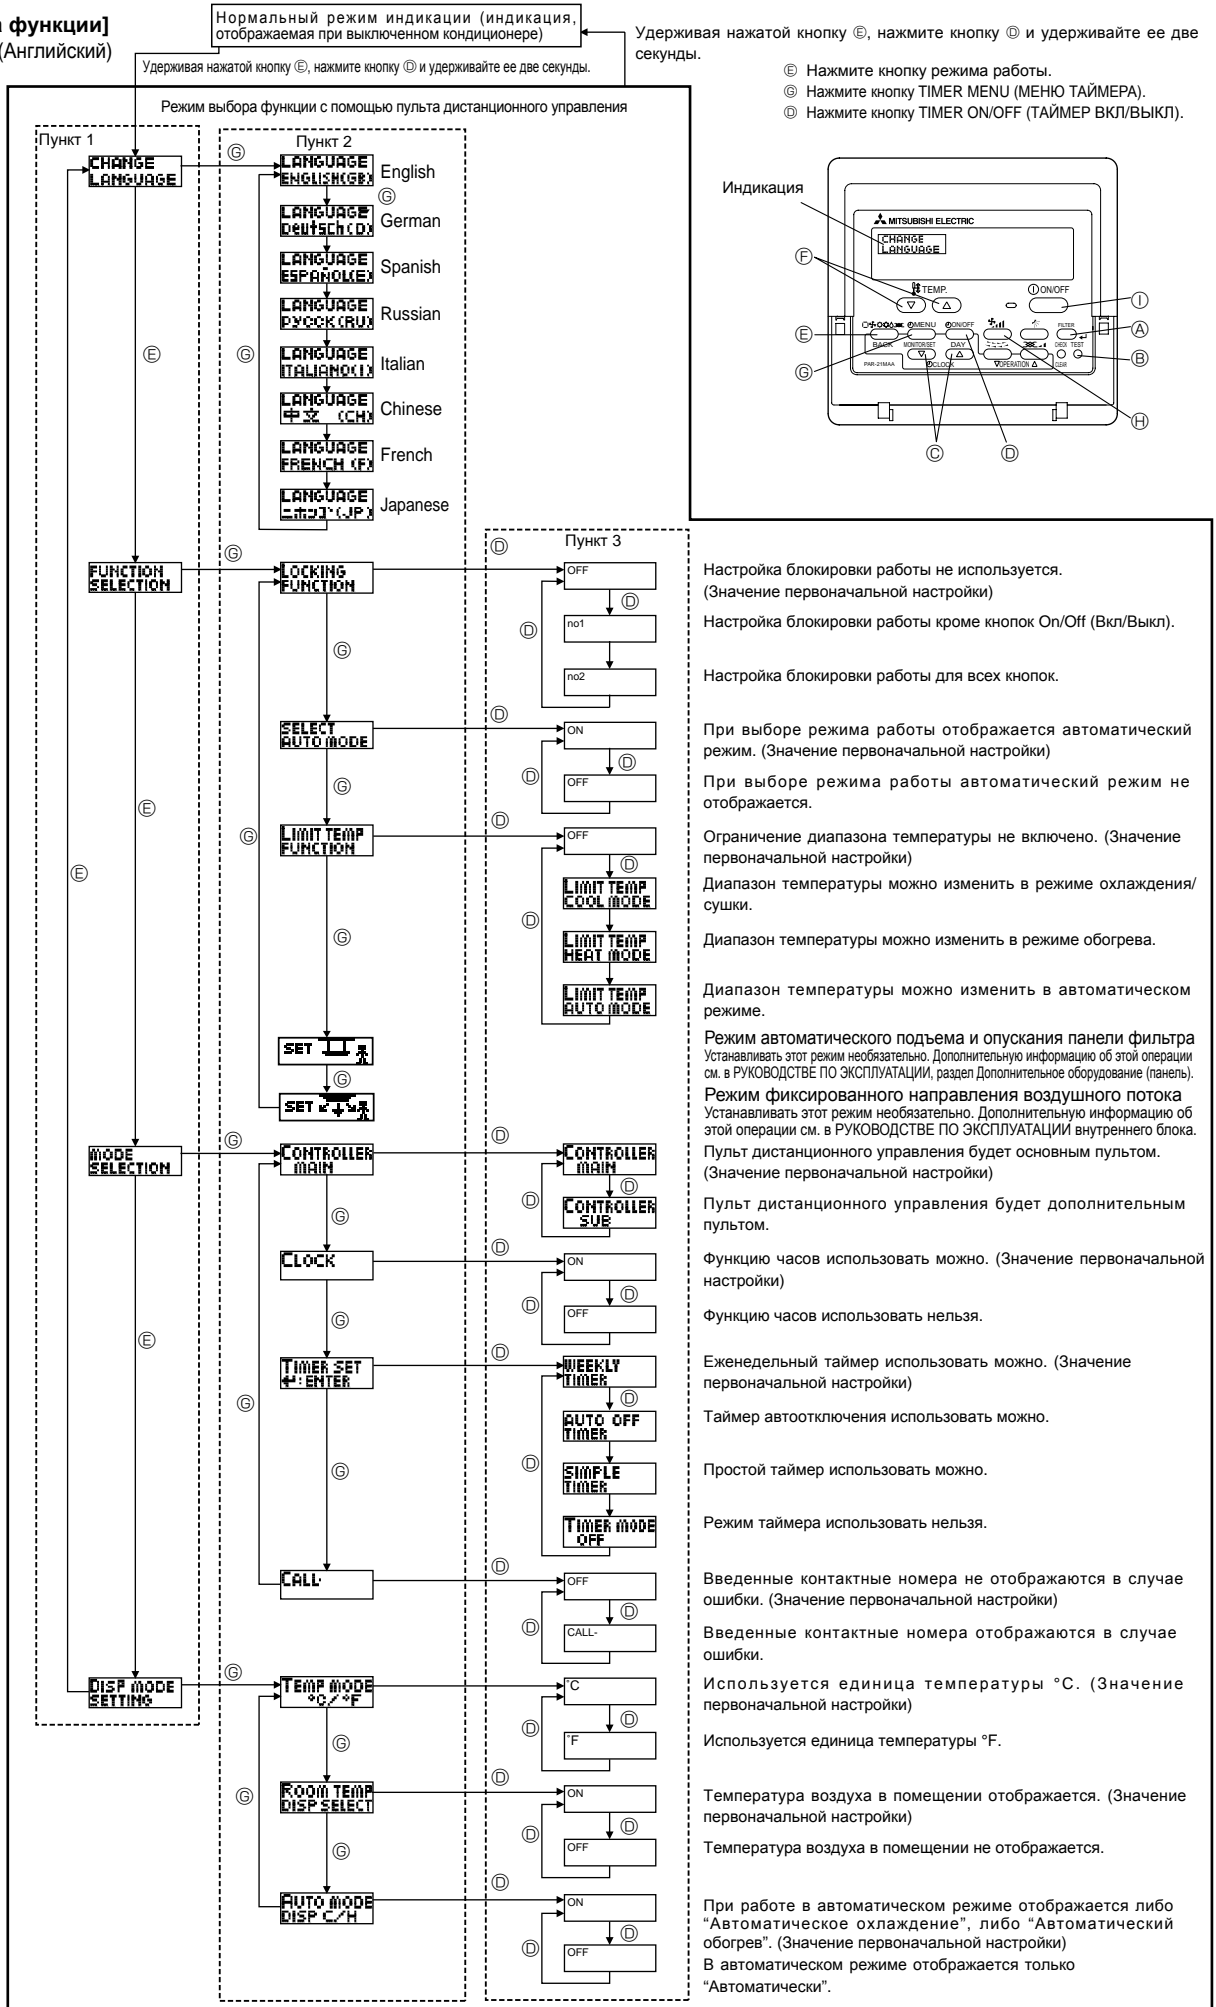 а функции]
(Английский)
Нормальный режим индикации (индикация,
отображаемая при выключенном кондиционере)
Удерживая нажатой кнопку Ⓔ, нажмите кнопку Ⓓ и удерживайте ее две секунды.
Удерживая нажатой кнопку Ⓔ, нажмите кнопку Ⓓ и удерживайте ее две
секунды.
Ⓔ Нажмите кнопку режима работы.
Ⓖ Нажмите кнопку TIMER MENU (МЕНЮ ТАЙМЕРА).
Ⓓ Нажмите кнопку TIMER ON/OFF (ТАЙМЕР ВКЛ/ВЫКЛ).
Режим выбора функции с помощью пульта дистанционного управления
Пункт 1
Пункт 2
CHANGE
LANGUAGE
Ⓖ
LANGUAGE
ENGLISH(GB)
English
Ⓖ
LANGUAGE
Deutsch(D)
German
LANGUAGE
ESPAÑOL(E)
Spanish
LANGUAGE
РУССК(RU)
Russian
Ⓔ
Ⓖ
LANGUAGE
ITALIANO(I)
Italian
LANGUAGE
中文 (CH)
Chinese
LANGUAGE
FRENCH (F)
French
LANGUAGE
ニホンゴ(JP)
Japanese
Индикация
MITSUBISHI ELECTRIC
CHANGE
LANGUAGE
Ⓕ
TEMP.
ON/OFF
Ⓘ
Ⓔ
MENU
ON/OFF
FILTER
Ⓐ
BACK
MONITOR/SET
DAY
CHECK TEST
Ⓑ
Ⓖ
PAR-21MAA
CLOCK
OPERATION
CLEAR
Ⓗ
Ⓒ
Ⓓ
Пункт 3
FUNCTION
SELECTION
Ⓖ
LOCKING
FUNCTION
Ⓓ
OFF
Настройка блокировки работы не используется.
(Значение первоначальной настройки)
Ⓓ
Ⓓ
no1
Настройка блокировки работы кроме кнопок On/Off (Вкл/Выкл).
Ⓖ
no2
Настройка блокировки работы для всех кнопок.
SELECT
AUTO MODE
Ⓓ
ON
При выборе режима работы отображается автоматический
режим. (Значение первоначальной настройки)
Ⓓ
Ⓓ
Ⓖ
OFF
При выборе режима работы автоматический режим не
отображается.
Ⓔ
Ⓖ
LIMIT TEMP
FUNCTION
Ⓓ
OFF
Ограничение диапазона температуры не включено. (Значение
первоначальной настройки)
Ⓔ
Ⓓ
LIMIT TEMP
COOL MODE
Диапазон температуры можно изменить в режиме охлаждения/
сушки.
Ⓓ
Ⓖ
LIMIT TEMP
HEAT MODE
Диапазон температуры можно изменить в режиме обогрева.
LIMIT TEMP
AUTO MODE
Диапазон температуры можно изменить в автоматическом
режиме.
SET
Режим автоматического подъема и опускания панели фильтра
Устанавливать этот режим необязательно. Дополнительную информацию об этой операции
см. в РУКОВОДСТВЕ ПО ЭКСПЛУАТАЦИИ, раздел Дополнительное оборудование (панель).
Ⓖ
SET
Режим фиксированного направления воздушного потока
Устанавливать этот режим необязательно. Дополнительную информацию об
этой операции см. в РУКОВОДСТВЕ ПО ЭКСПЛУАТАЦИИ внутреннего блока.
MODE
SELECTION
Ⓖ
CONTROLLER
MAIN
Ⓓ
CONTROLLER
MAIN
Пульт дистанционного управления будет основным пультом.
(Значение первоначальной настройки)
Ⓓ
Ⓓ
Ⓖ
CONTROLLER
SUB
Пульт дистанционного управления будет дополнительным
пультом.
CLOCK
Ⓓ
ON
Функцию часов использовать можно. (Значение первоначальной
настройки)
Ⓓ
Ⓓ
Ⓖ
OFF
Функцию часов использовать нельзя.
Ⓔ
TIMER SET
↵:ENTER
Ⓓ
WEEKLY
TIMER
Еженедельный таймер использовать можно. (Значение
первоначальной настройки)
Ⓖ
Ⓓ
AUTO OFF
TIMER
Таймер автоотключения использовать можно.
Ⓖ
Ⓓ
SIMPLE
TIMER
Простой таймер использовать можно.
TIMER MODE
OFF
Режим таймера использовать нельзя.
CALL-
Ⓓ
OFF
Введенные контактные номера не отображаются в случае
ошибки. (Значение первоначальной настройки)
Ⓓ
Ⓓ
CALL-
Введенные контактные номера отображаются в случае
ошибки.
DISP MODE
SETTING
Ⓖ
TEMP MODE
°C/°F
Ⓓ
°C
Используется единица температуры °C. (Значение
первоначальной настройки)
Ⓓ
Ⓓ
Ⓖ
°F
Используется единица температуры °F.
Ⓖ
ROOM TEMP
DISP SELECT
Ⓓ
ON
Температура воздуха в помещении отображается. (Значение
первоначальной настройки)
Ⓓ
Ⓓ
Ⓖ
OFF
Температура воздуха в помещении не отображается.
AUTO MODE
DISP C/H
Ⓓ
ON
При работе в автоматическом режиме отображается либо
“Автоматическое охлаждение”, либо “Автоматический
обогрев”. (Значение первоначальной настройки)
Ⓓ
Ⓓ
OFF
В автоматическом режиме отображается только
“Автоматически”.